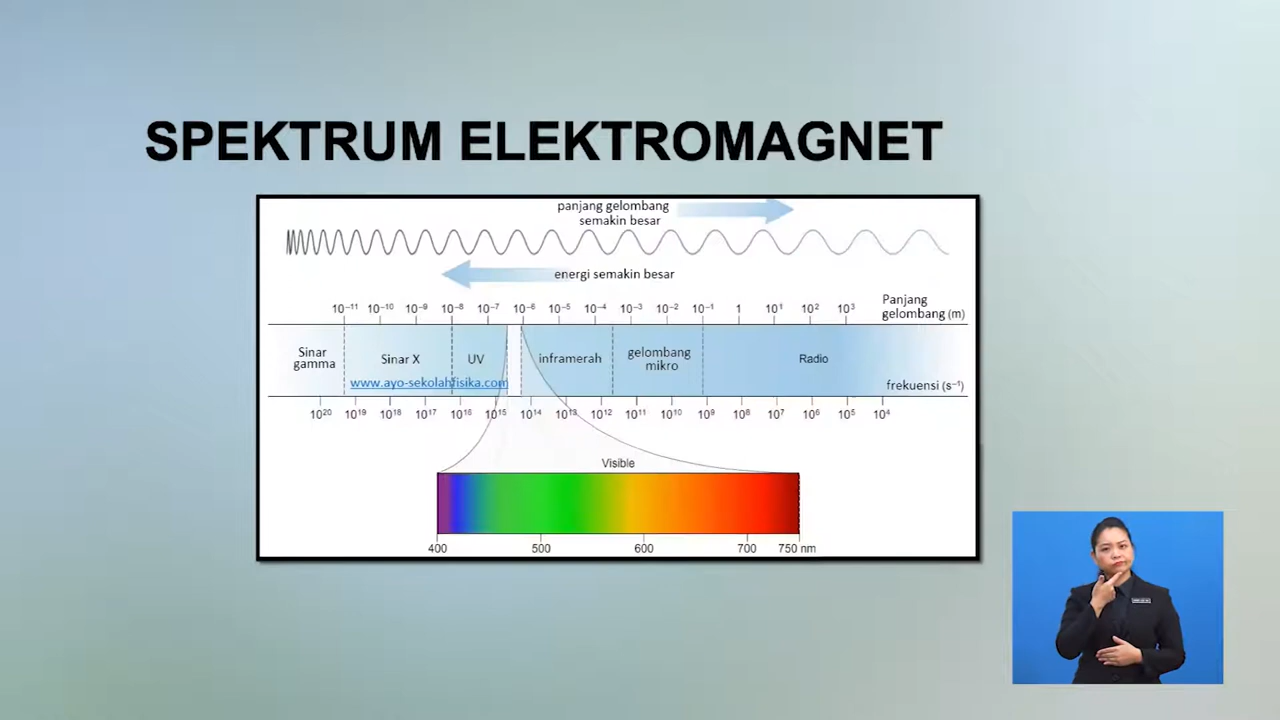 SPEKTRUM ELEKTROMAGNET
panjang gelombang
semakin besar
energi semakin besar
10⁻¹¹ 10⁻¹⁰ 10⁻⁹ 10⁻⁸ 10⁻⁷ 10⁻⁶ 10⁻⁵ 10⁻⁴ 10⁻³ 10⁻² 10⁻¹ 1 10¹ 10² 10³
Panjang
gelombang (m)
Sinar
gamma
Sinar X
UV
inframerah
gelombang
mikro
Radio
www.ayo-sekolahfisika.com
frekuensi (s⁻¹)
10²⁰ 10¹⁹ 10¹⁸ 10¹⁷ 10¹⁶ 10¹⁵ 10¹⁴ 10¹³ 10¹² 10¹¹ 10¹⁰ 10⁹ 10⁸ 10⁷ 10⁶ 10⁵ 10⁴
Visible
400 500 600 700 750 nm